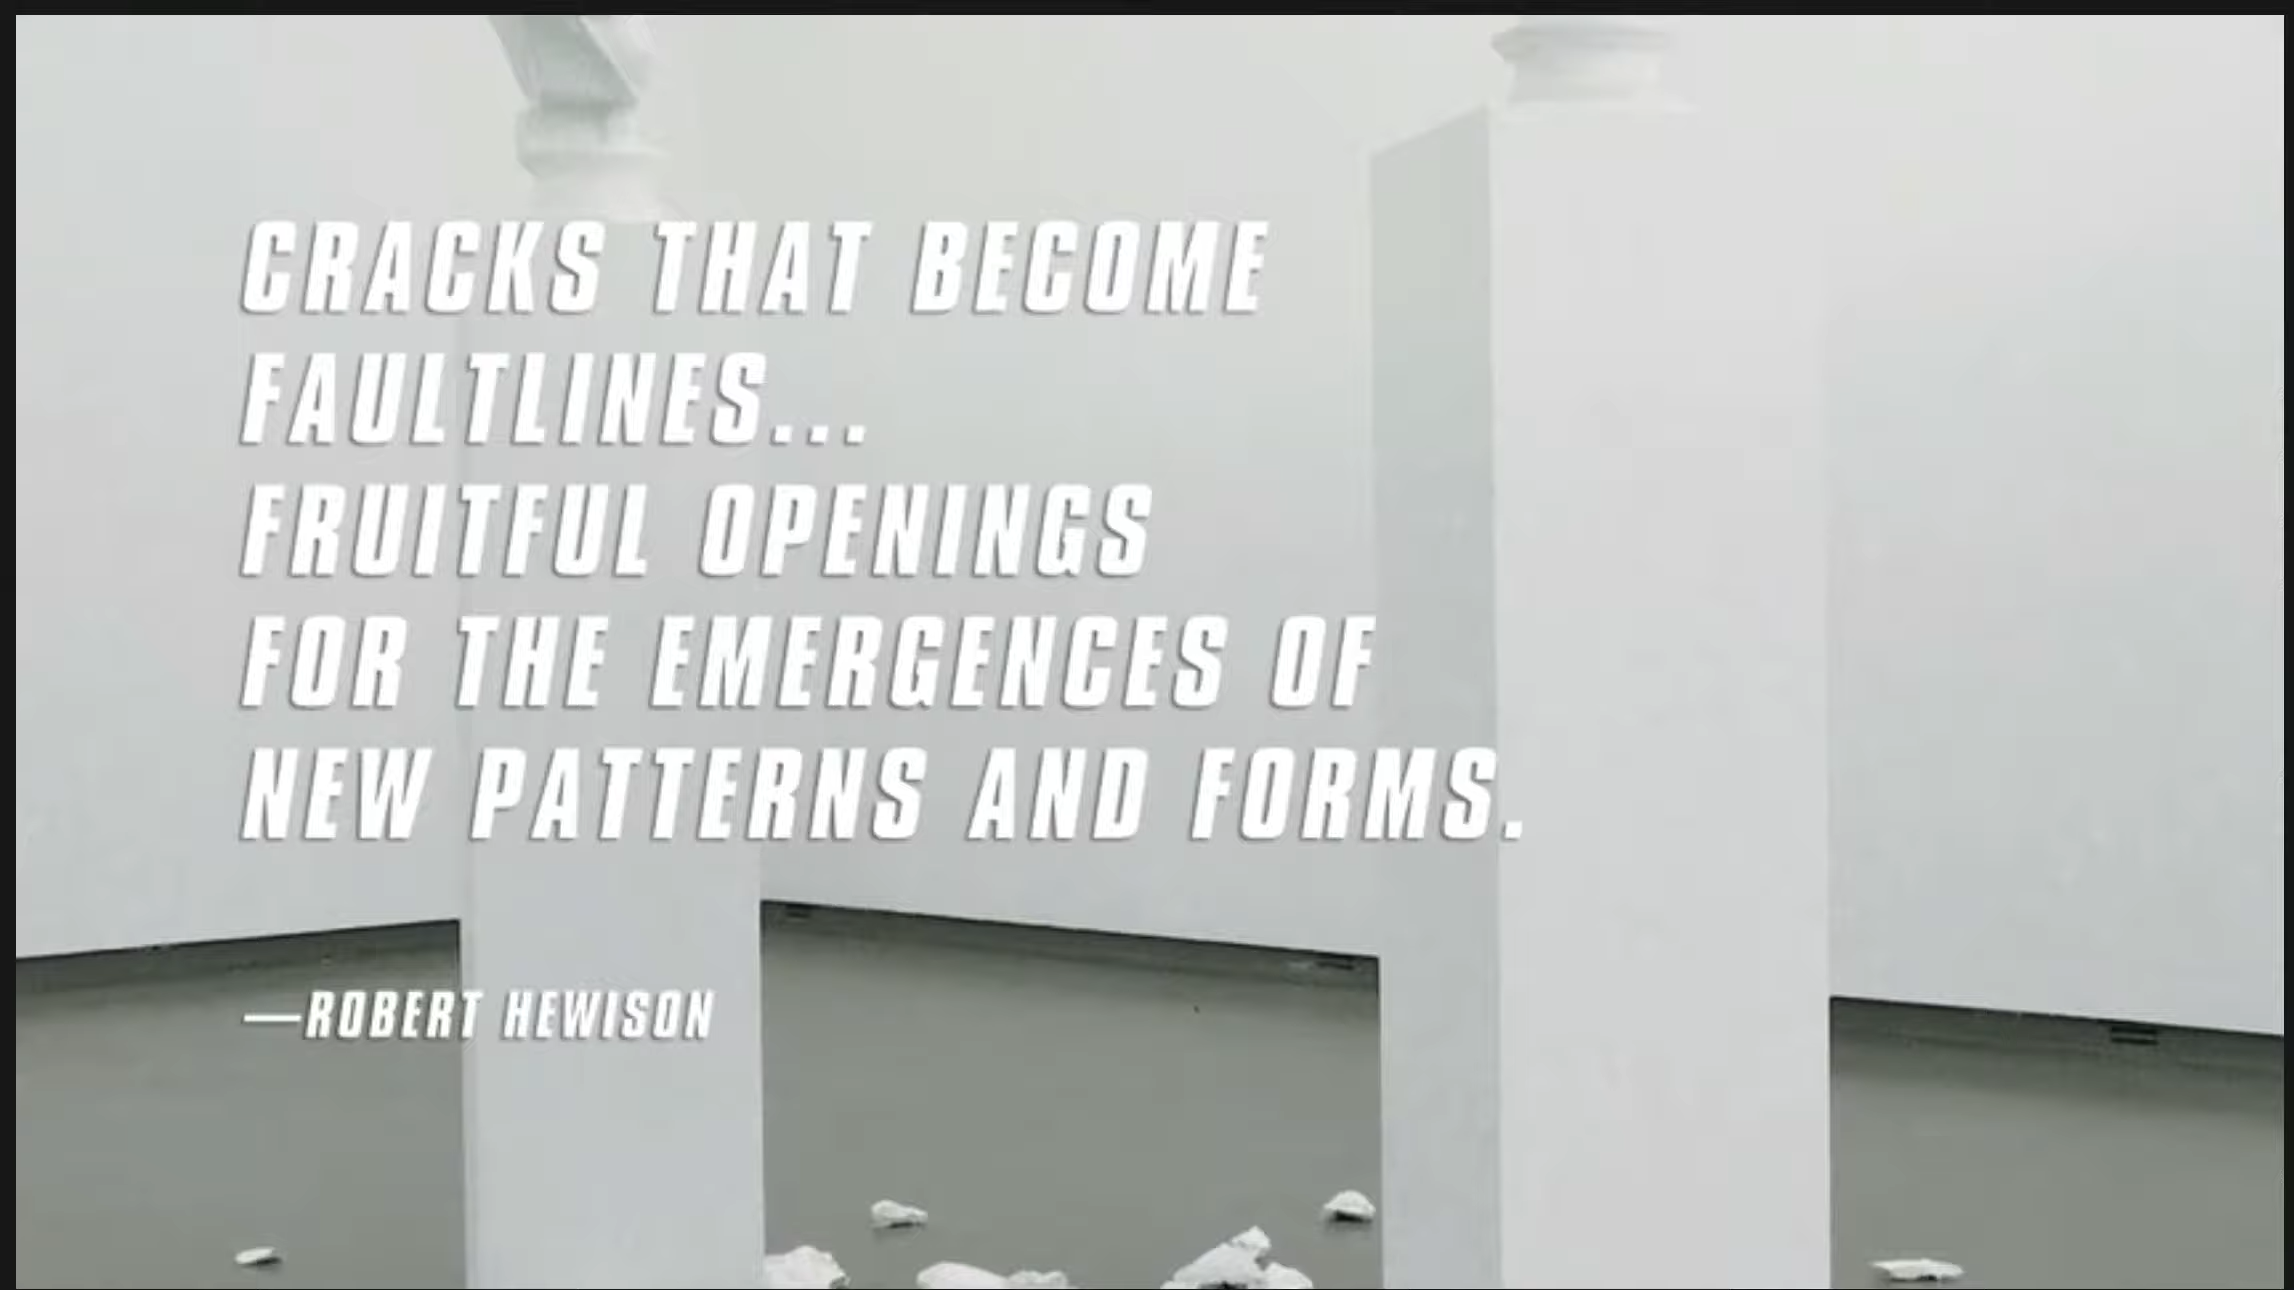 CRACKS THAT BECOME
FAULTLINES...
FRUITFUL OPENINGS
FOR THE EMERGENCES OF
NEW PATTERNS AND FORMS.
—ROBERT HEWISON